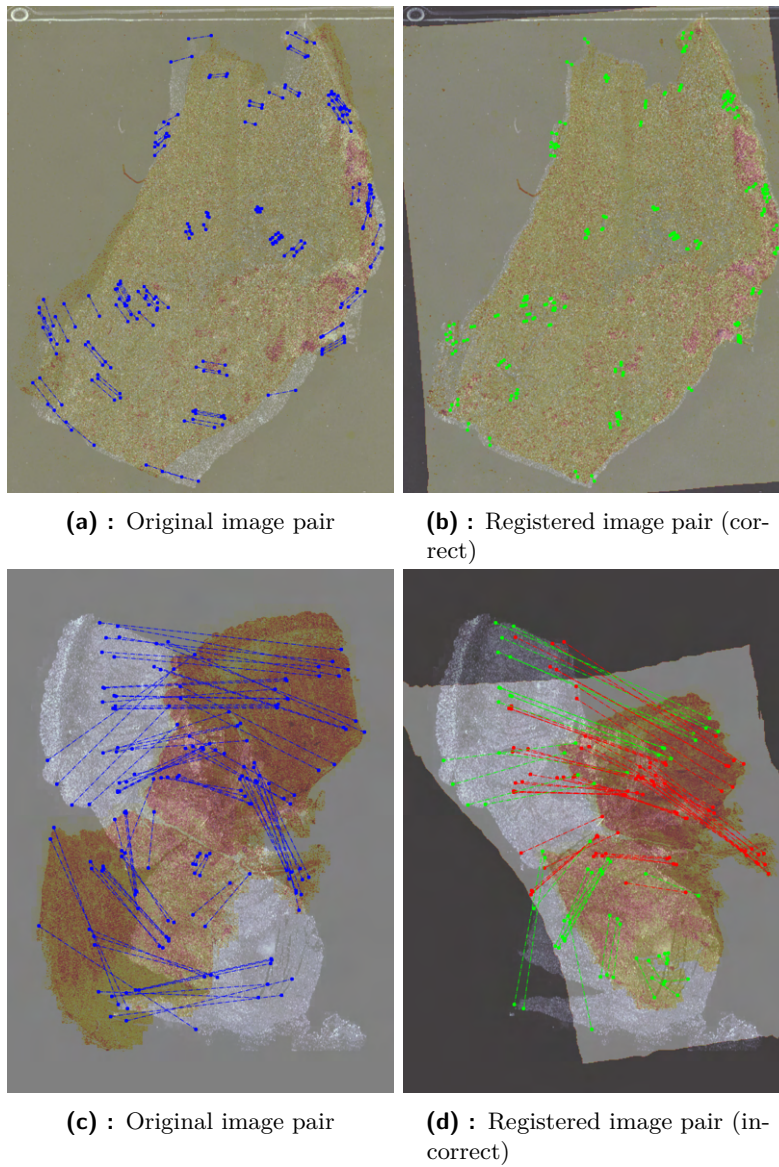 (a) : Original image pair
(b) : Registered image pair (cor-
rect)
(c) : Original image pair
(d) : Registered image pair (in-
correct)